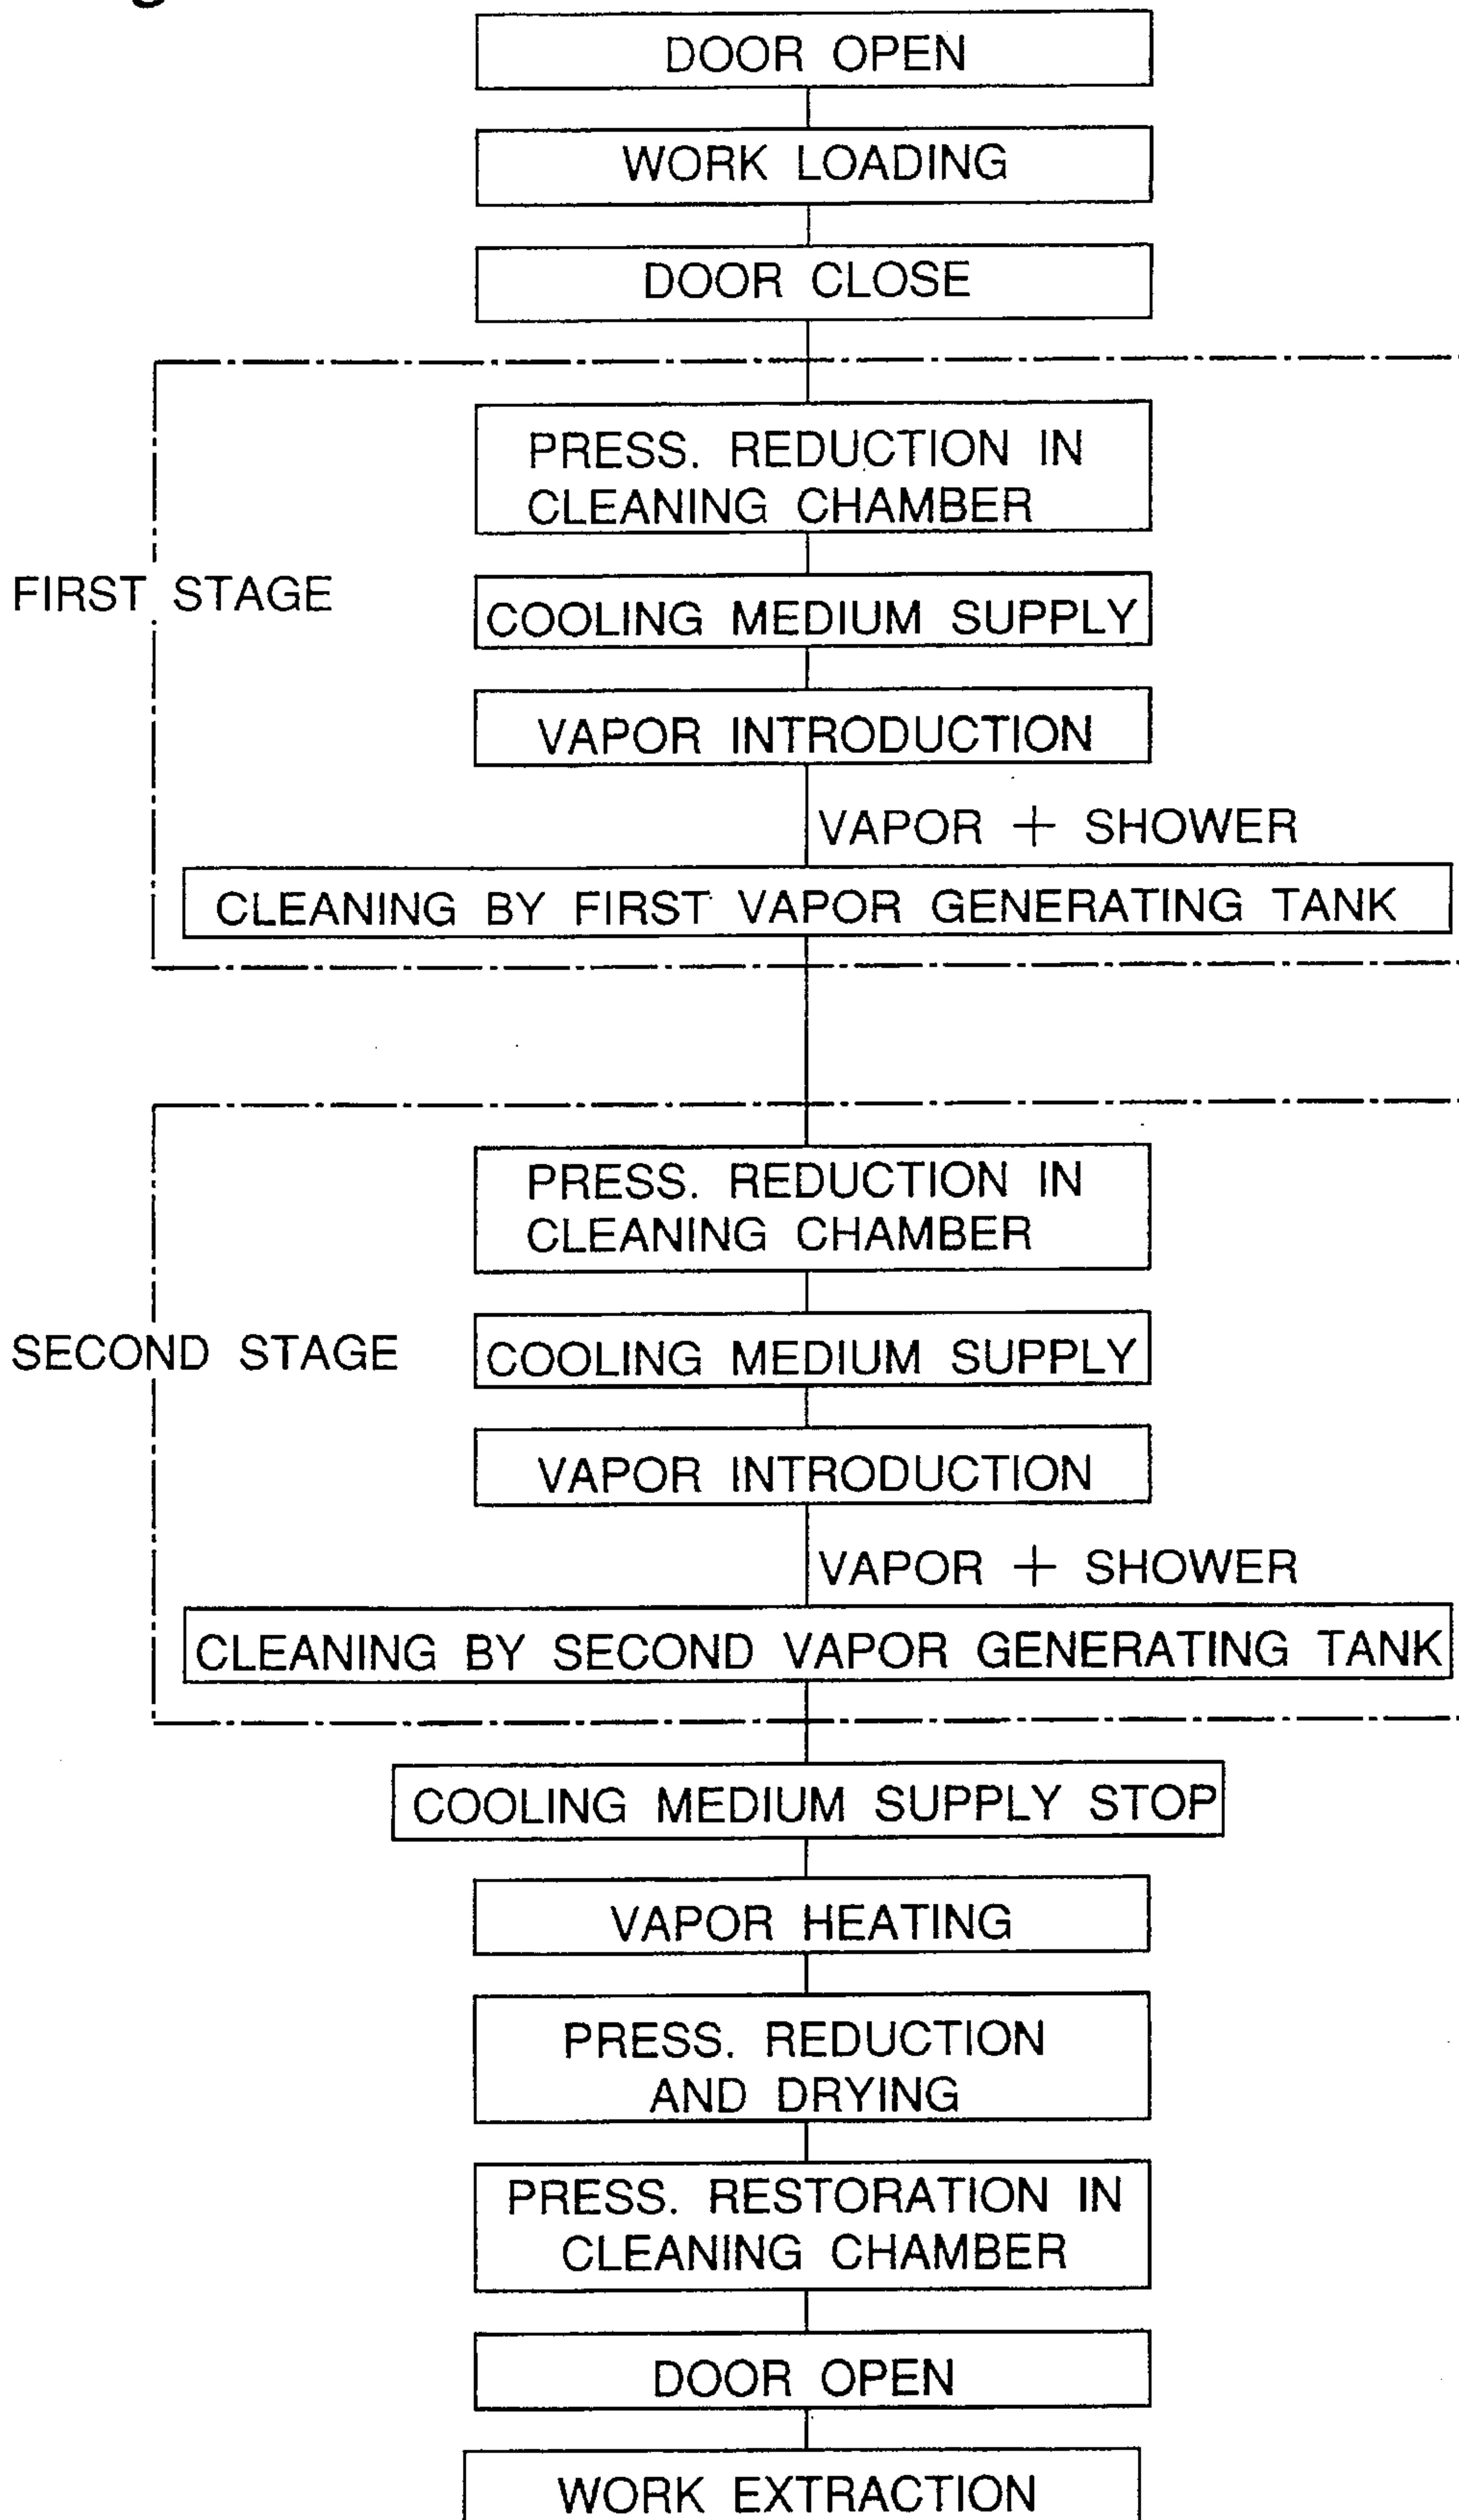 DOOR OPEN
WORK LOADING
DOOR CLOSE
PRESS. REDUCTION IN
CLEANING CHAMBER
FIRST STAGE
COOLING MEDIUM SUPPLY
VAPOR INTRODUCTION
VAPOR + SHOWER
CLEANING BY FIRST VAPOR GENERATING TANK
PRESS. REDUCTION IN
CLEANING CHAMBER
SECOND STAGE
COOLING MEDIUM SUPPLY
VAPOR INTRODUCTION
VAPOR + SHOWER
CLEANING BY SECOND VAPOR GENERATING TANK
COOLING MEDIUM SUPPLY STOP
VAPOR HEATING
PRESS. REDUCTION
AND DRYING
PRESS. RESTORATION IN
CLEANING CHAMBER
DOOR OPEN
WORK EXTRACTION